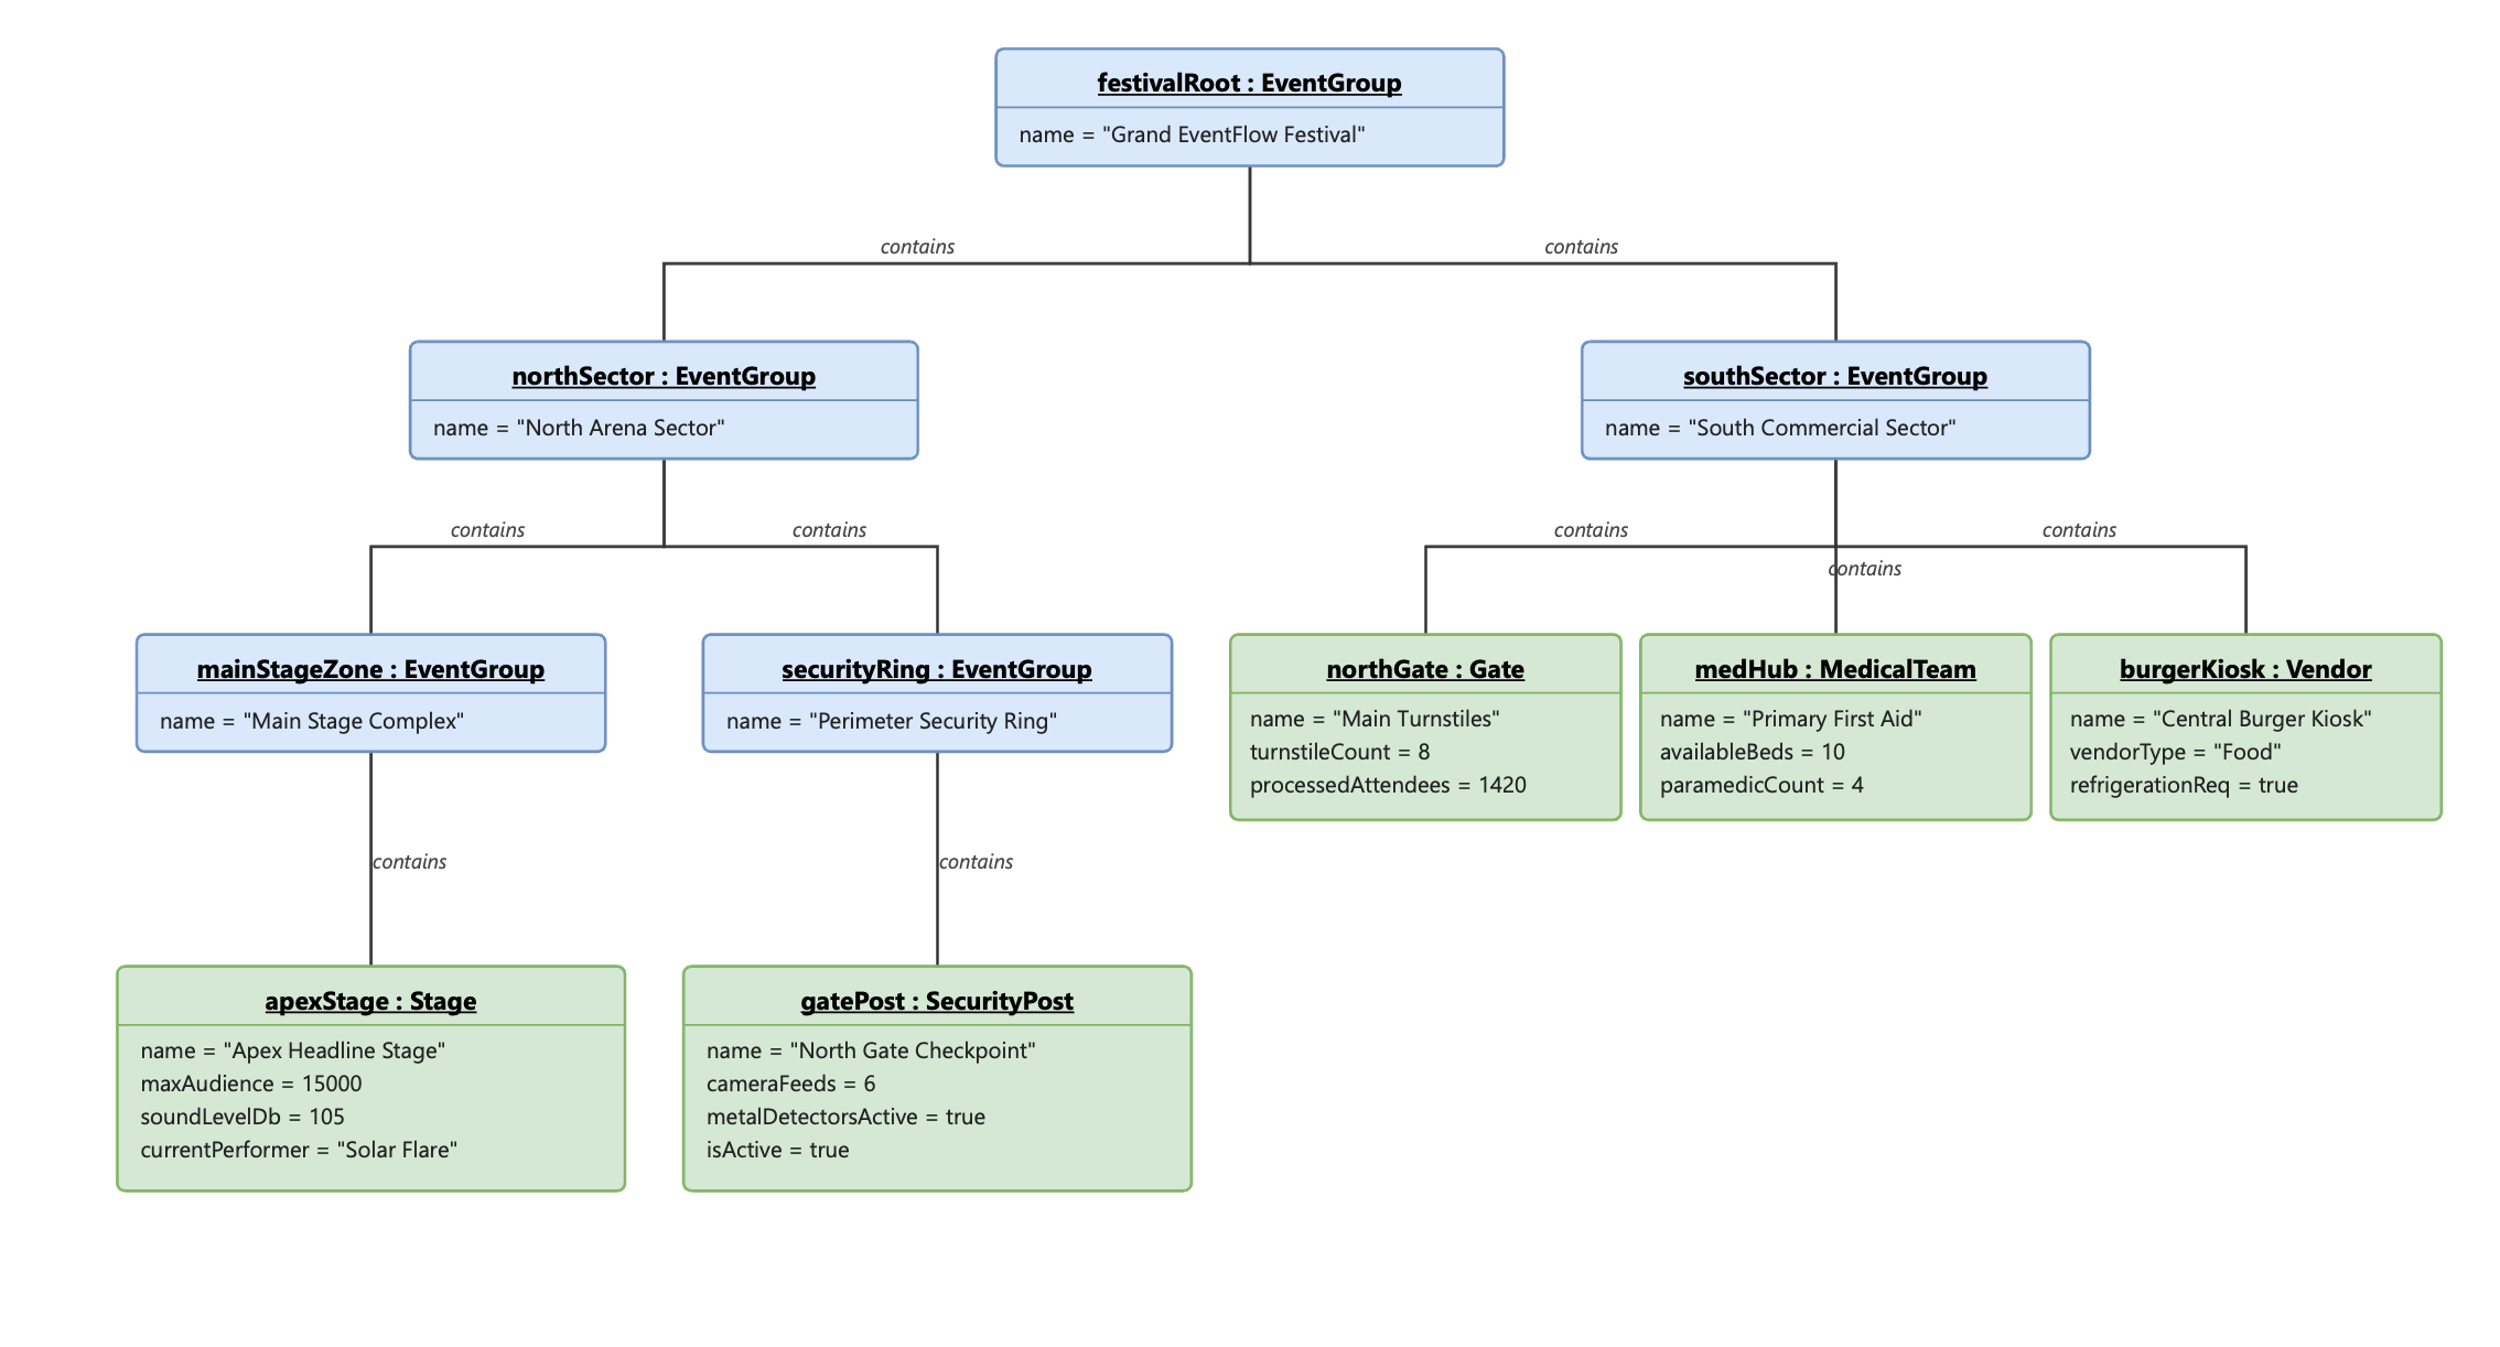 festivalRoot : EventGroup
name = "Grand EventFlow Festival"
contains
contains
northSector : EventGroup
name = "North Arena Sector"
southSector : EventGroup
name = "South Commercial Sector"
contains
contains
contains
contains
contains
mainStageZone : EventGroup
name = "Main Stage Complex"
securityRing : EventGroup
name = "Perimeter Security Ring"
northGate : Gate
name = "Main Turnstiles"
turnstileCount = 8
processedAttendees = 1420
medHub : MedicalTeam
name = "Primary First Aid"
availableBeds = 10
paramedicCount = 4
burgerKiosk : Vendor
name = "Central Burger Kiosk"
vendorType = "Food"
refrigerationReq = true
contains
contains
apexStage : Stage
name = "Apex Headline Stage"
maxAudience = 15000
soundLevelDb = 105
currentPerformer = "Solar Flare"
gatePost : SecurityPost
name = "North Gate Checkpoint"
cameraFeeds = 6
metalDetectorsActive = true
isActive = true